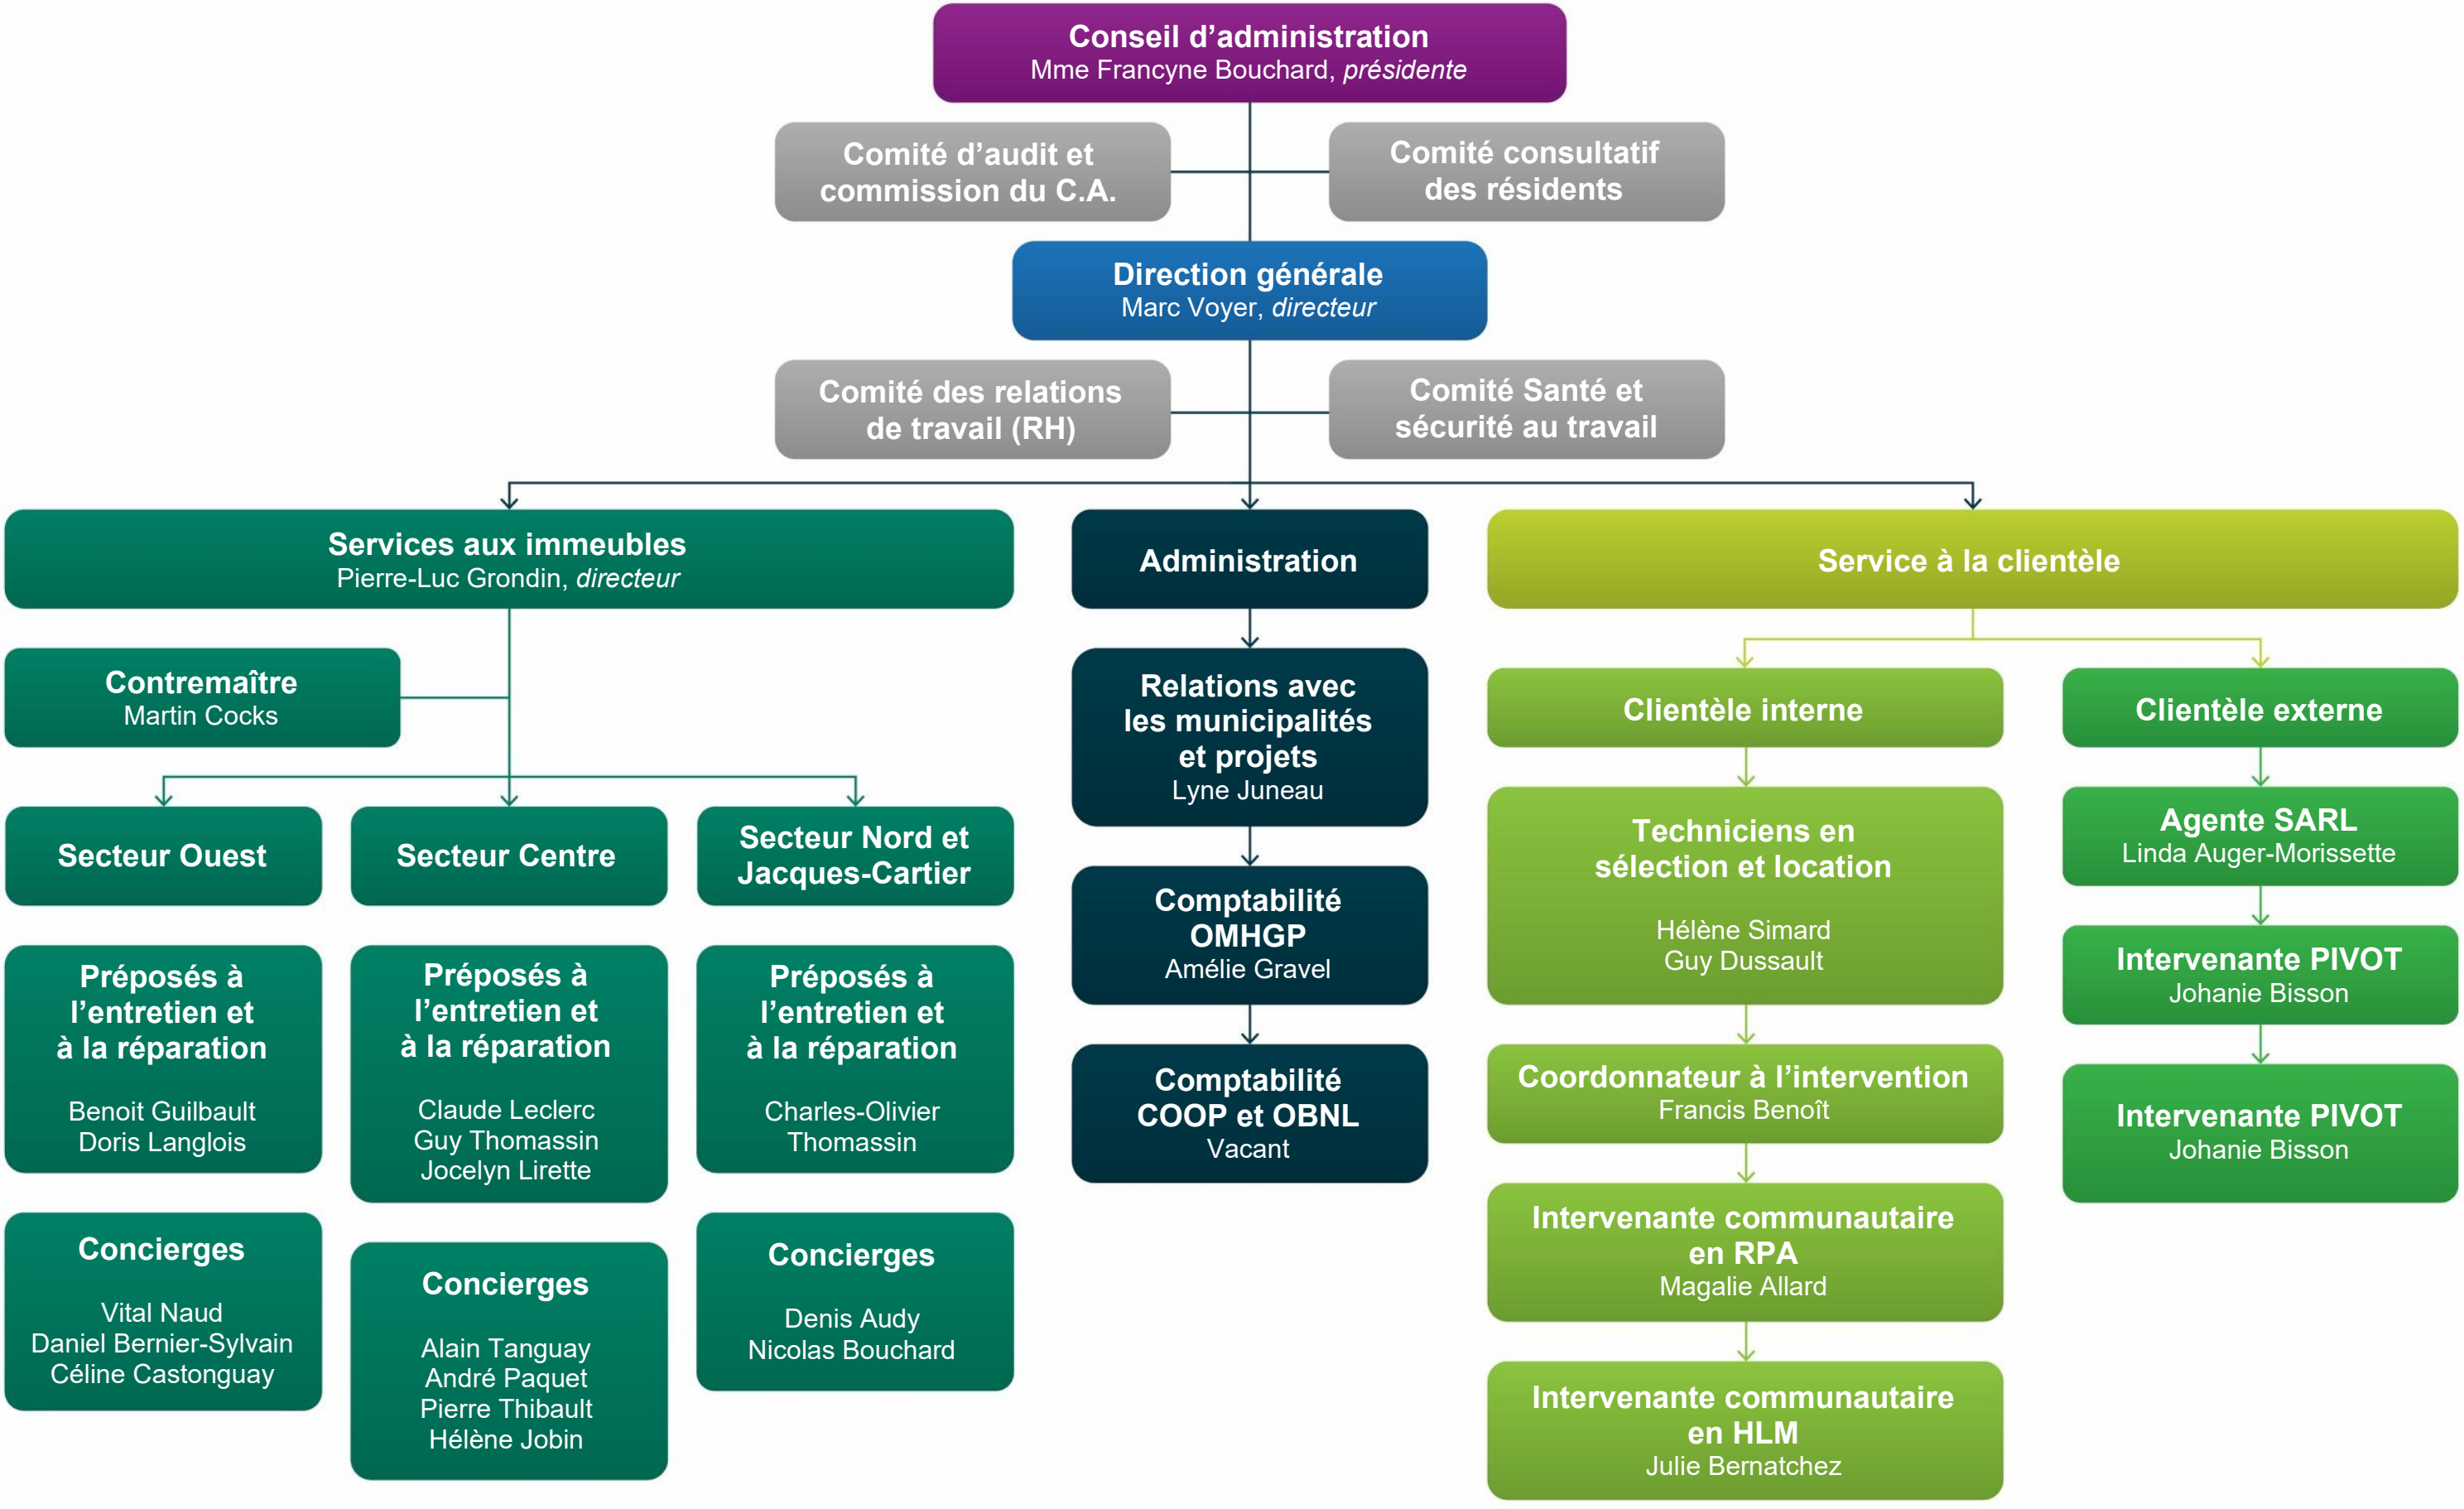 Conseil d’administration
Mme Francyne Bouchard, présidente
Comité d’audit et
commission du C.A.
Comité consultatif
des résidents
Direction générale
Marc Voyer, directeur
Comité des relations
de travail (RH)
Comité Santé et
sécurité au travail
Services aux immeubles
Pierre-Luc Grondin, directeur
Contremaître
Martin Cocks
Secteur Ouest
Préposés à
l’entretien et
à la réparation
Benoit Guilbault
Doris Langlois
Concierges
Vital Naud
Daniel Bernier-Sylvain
Céline Castonguay
Secteur Centre
Préposés à
l’entretien et
à la réparation
Claude Leclerc
Guy Thomassin
Jocelyn Lirette
Concierges
Alain Tanguay
André Paquet
Pierre Thibault
Hélène Jobin
Secteur Nord et
Jacques-Cartier
Préposés à
l’entretien et
à la réparation
Charles-Olivier
Thomassin
Concierges
Denis Audy
Nicolas Bouchard
Administration
Relations avec
les municipalités
et projets
Lyne Juneau
Comptabilité
OMHGP
Amélie Gravel
Comptabilité
COOP et OBNL
Vacant
Service à la clientèle
Clientèle interne
Techniciens en
sélection et location
Hélène Simard
Guy Dussault
Coordonnateur à l’intervention
Francis Benoît
Intervenante communautaire
en RPA
Magalie Allard
Intervenante communautaire
en HLM
Julie Bernatchez
Clientèle externe
Agente SARL
Linda Auger-Morissette
Intervenante PIVOT
Johanie Bisson
Intervenante PIVOT
Johanie Bisson